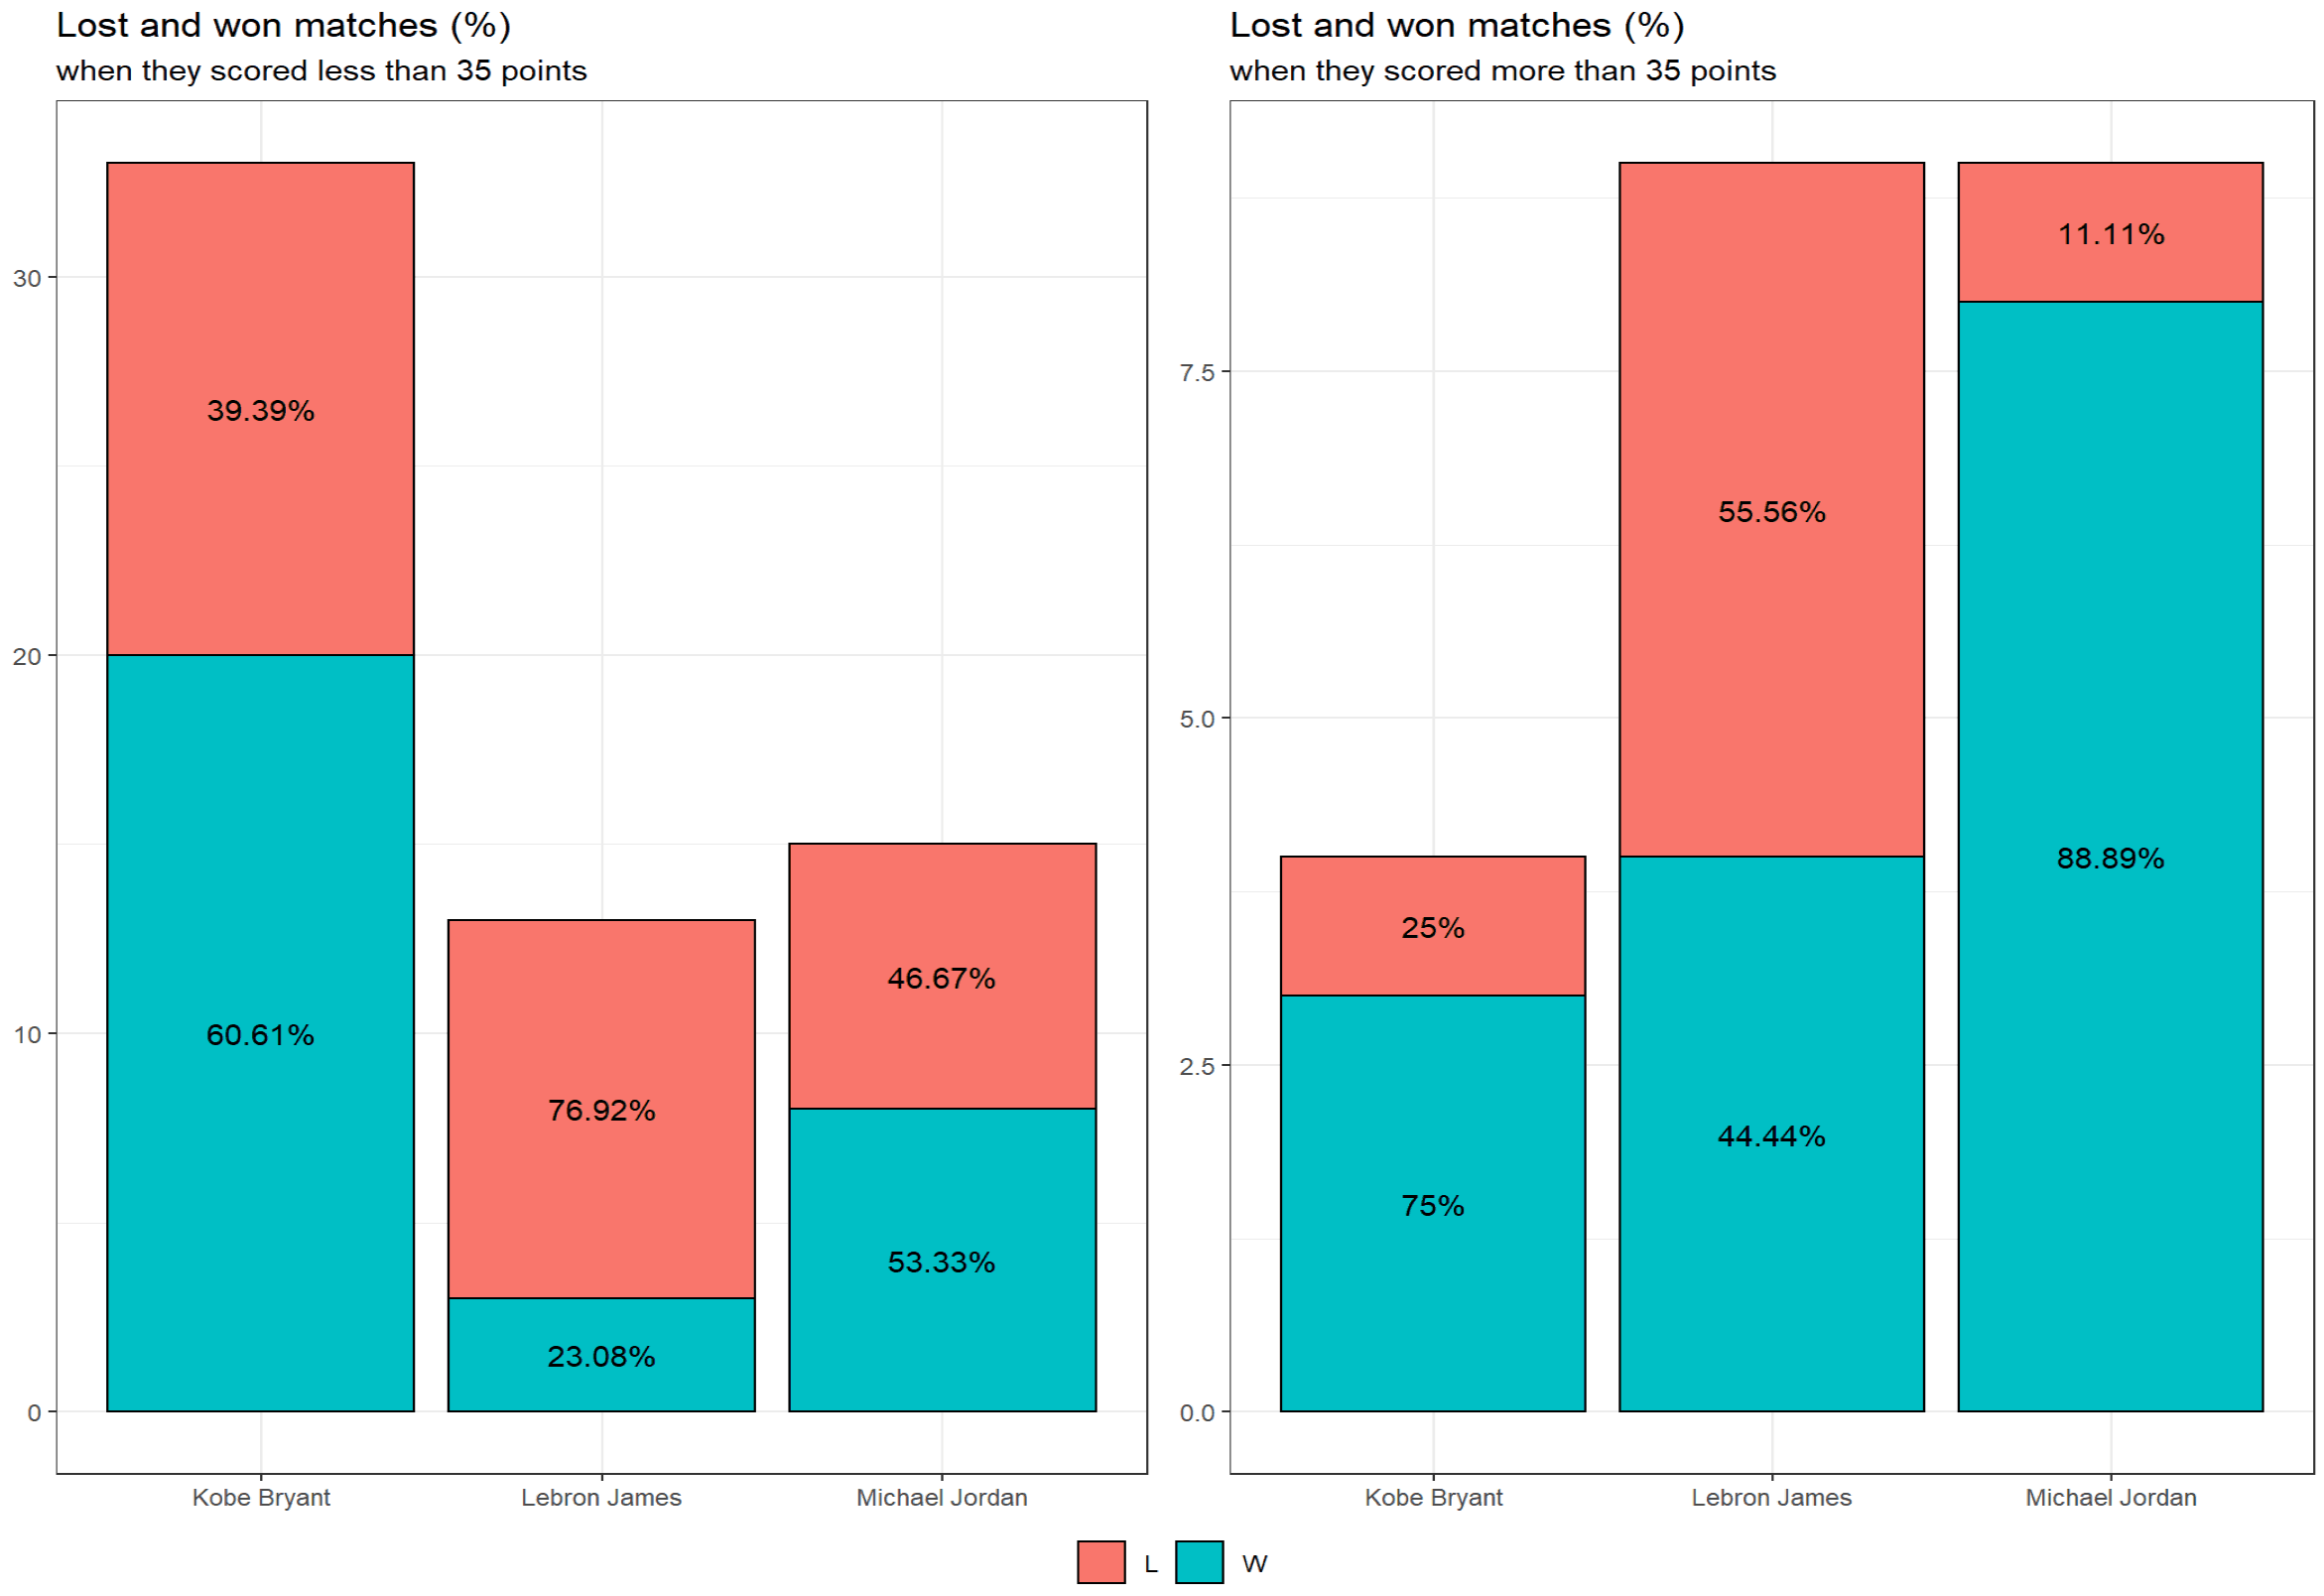 Lost and won matches (%)
when they scored less than 35 points
30
20
10
0
39.39%
60.61%
76.92%
23.08%
46.67%
53.33%
Kobe Bryant
Lebron James
Michael Jordan
Lost and won matches (%)
when they scored more than 35 points
7.5
5.0
2.5
0.0
25%
75%
55.56%
44.44%
11.11%
88.89%
Kobe Bryant
Lebron James
Michael Jordan
L
W